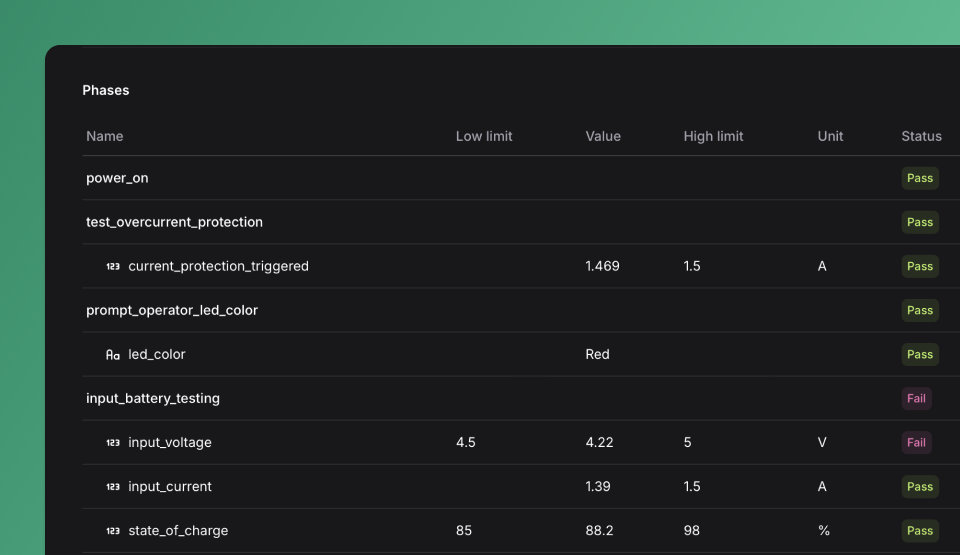 Phases
Name Low limit Value High limit Unit Status
power_on Pass
test_overcurrent_protection Pass
123 current_protection_triggered 1.469 1.5 A Pass
prompt_operator_led_color Pass
Aa led_color Red Pass
input_battery_testing Fail
123 input_voltage 4.5 4.22 5 V Fail
123 input_current 1.39 1.5 A Pass
123 state_of_charge 85 88.2 98 % Pass